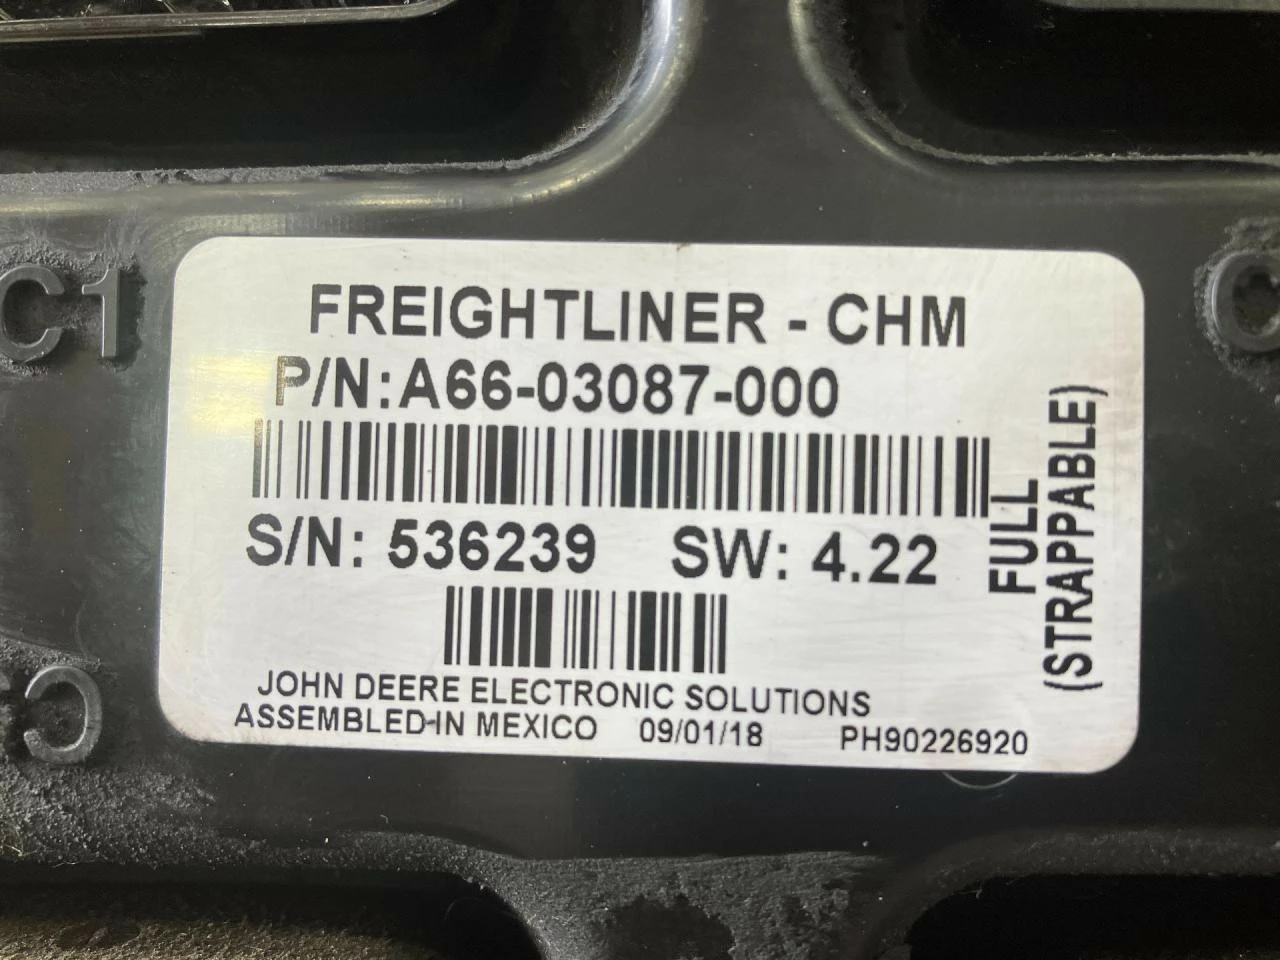 C1
FREIGHTLINER - CHM
P/N: A66-03087-000
S/N: 536239 SW: 4.22
FULL
(STRAPPABLE)
JOHN DEERE ELECTRONIC SOLUTIONS
ASSEMBLED IN MEXICO 09/01/18 PH90226920